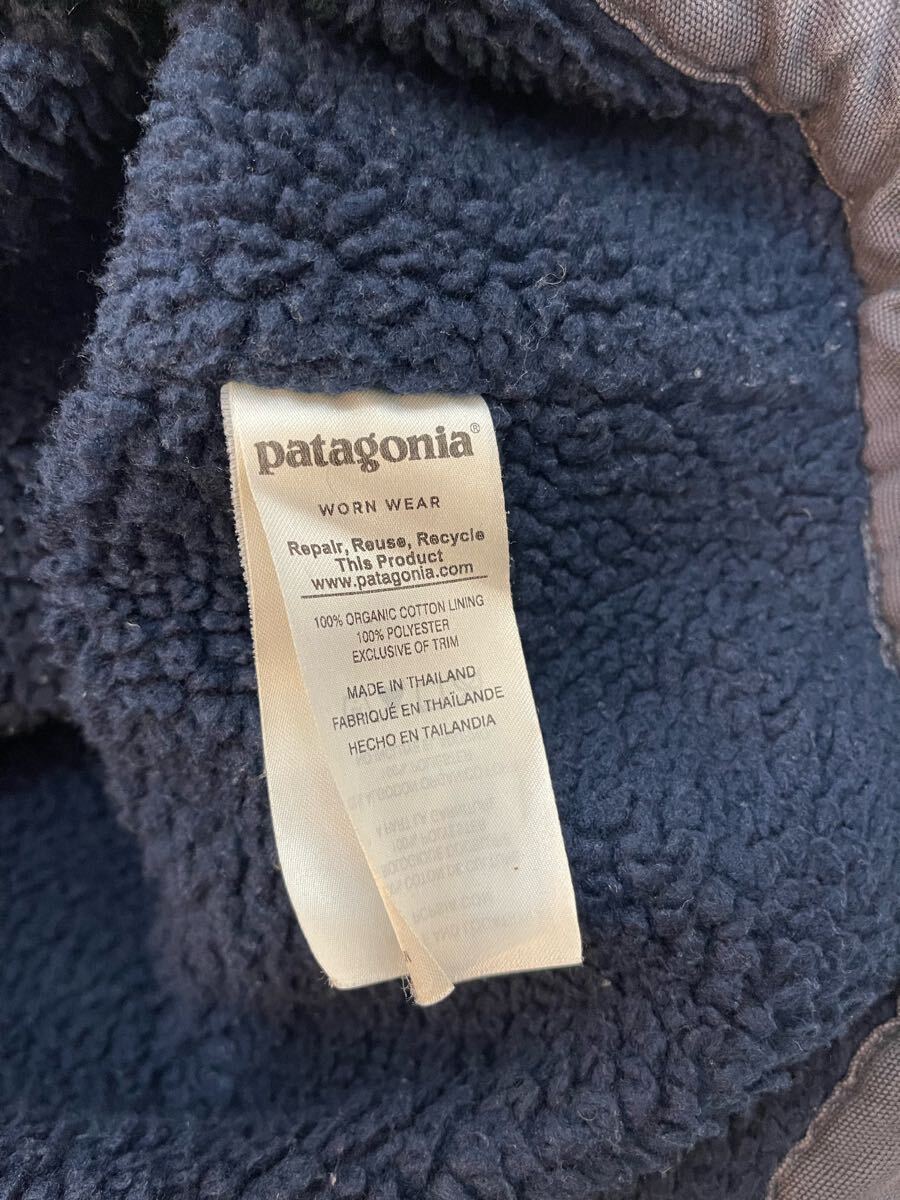 patagonia®
WORN WEAR
Repair, Reuse, Recycle
This Product
www.patagonia.com
100% ORGANIC COTTON LINING
100% POLYESTER
EXCLUSIVE OF TRIM
MADE IN THAILAND
FABRIQUÉ EN THAÏLANDE
HECHO EN TAILANDIA